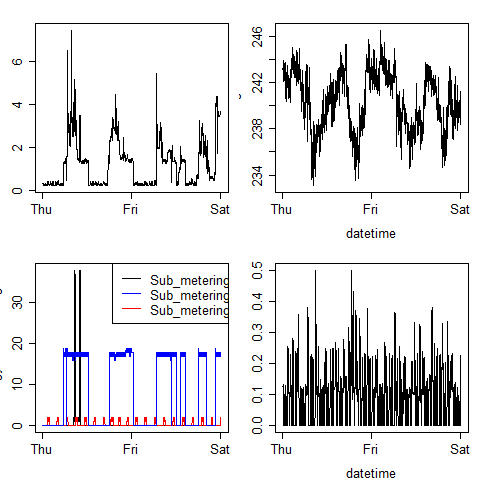 6
4
2
0
Thu Fri Sat
246
242
238
234
Thu Fri Sat
datetime
30
20
10
0
Sub_metering
Sub_metering
Sub_metering
Thu Fri Sat
0.5
0.4
0.3
0.2
0.1
0.0
Thu Fri Sat
datetime